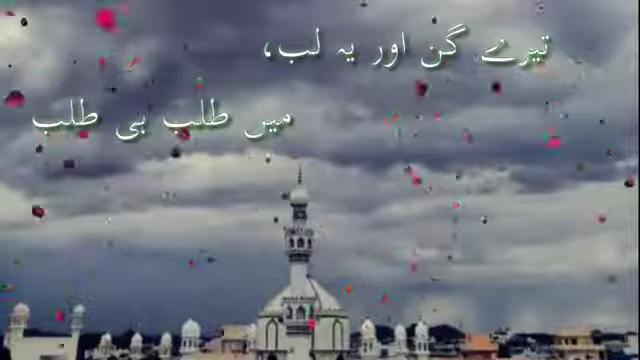 تیرے گن اور یہ لب،
میں طلب ہی طلب